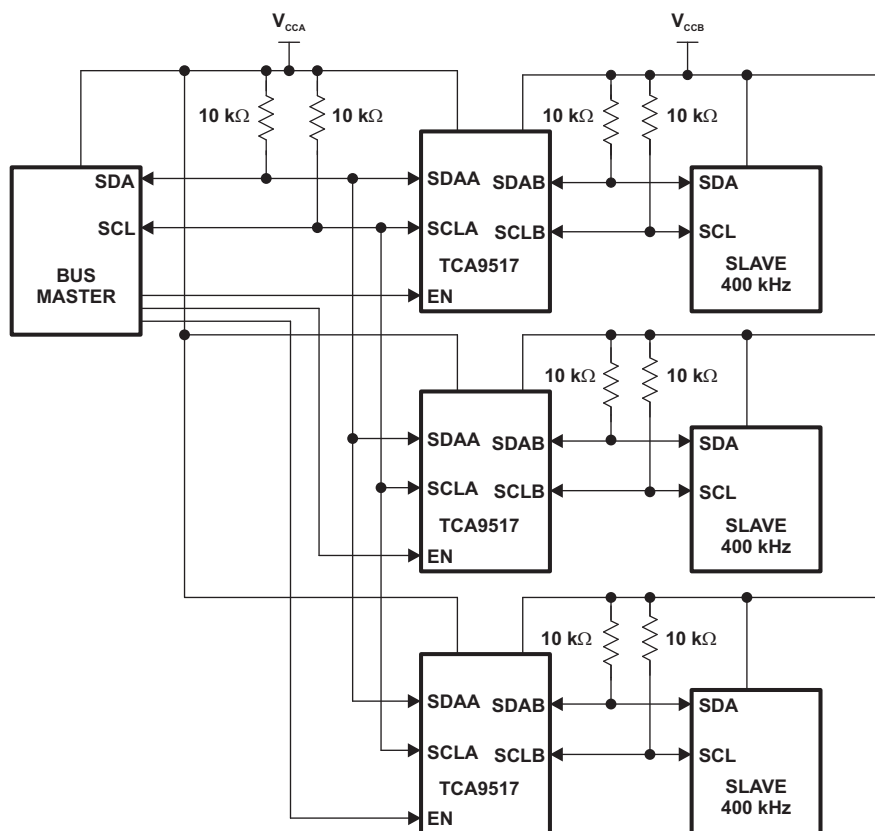 VCCA
VCCB
10 kΩ
10 kΩ
10 kΩ
10 kΩ
SDA
SCL
BUS
MASTER
SDAA
SCLA
TCA9517
EN
SDAB
SCLB
SDA
SCL
SLAVE
400 kHz
10 kΩ
10 kΩ
SDAA
SCLA
TCA9517
EN
SDAB
SCLB
SDA
SCL
SLAVE
400 kHz
10 kΩ
10 kΩ
SDAA
SCLA
TCA9517
EN
SDAB
SCLB
SDA
SCL
SLAVE
400 kHz